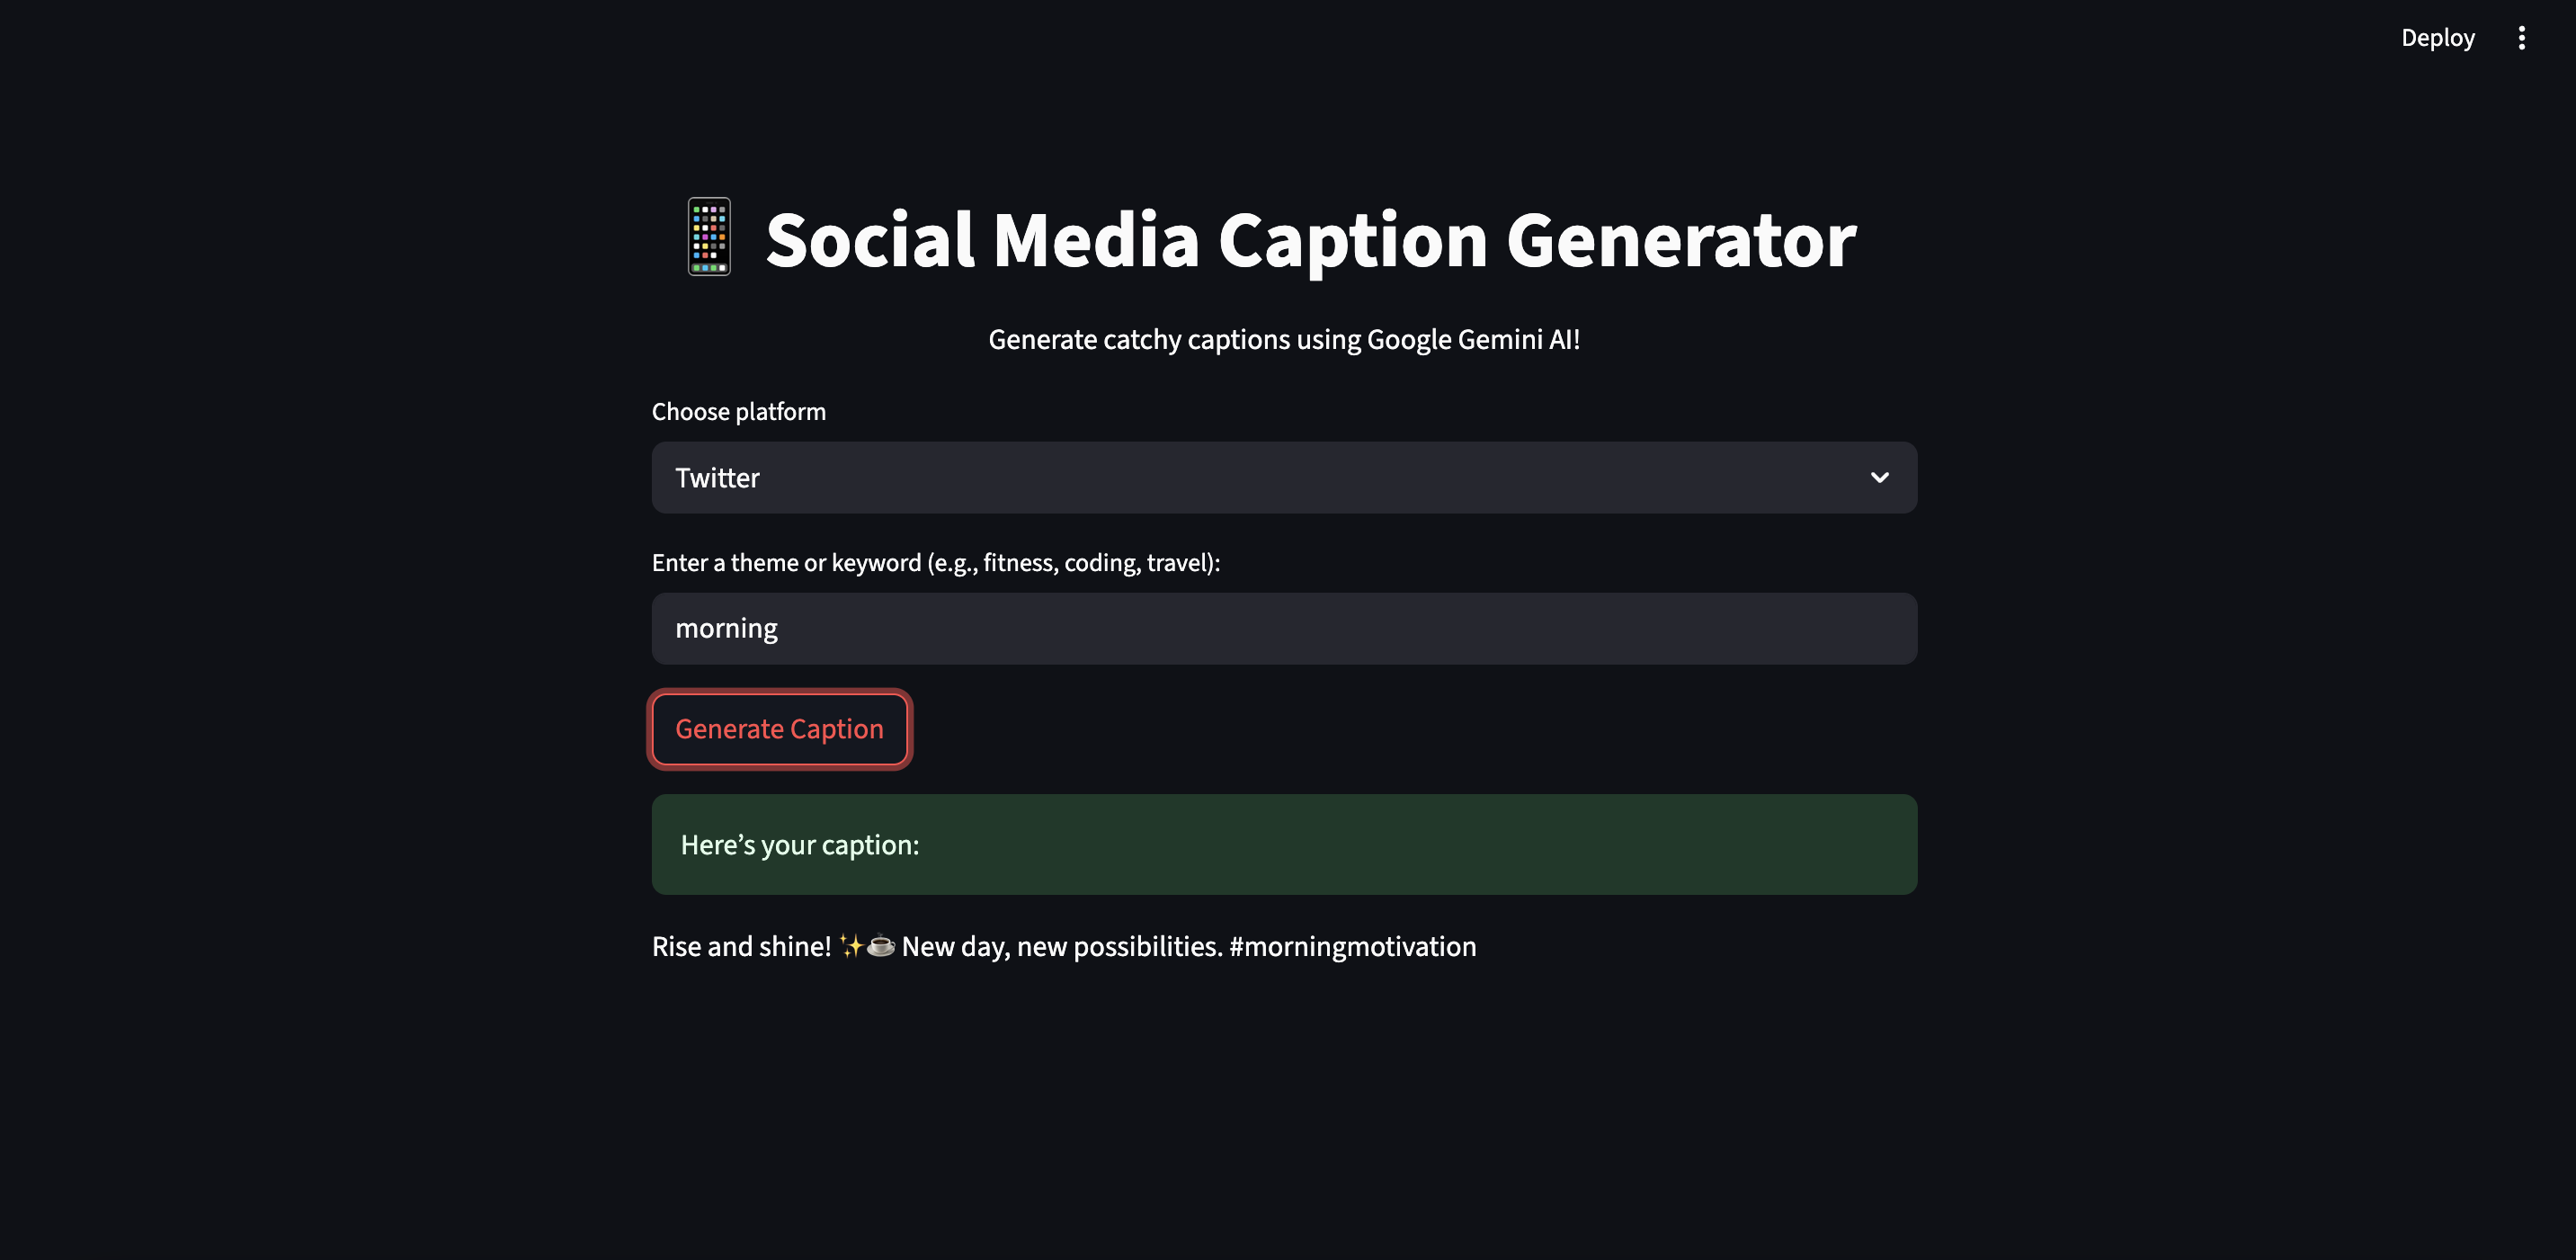 Deploy
📱 Social Media Caption Generator
Generate catchy captions using Google Gemini AI!
Choose platform
Twitter
Enter a theme or keyword (e.g., fitness, coding, travel):
morning
Generate Caption
Here’s your caption:
Rise and shine! ✨☕ New day, new possibilities. #morningmotivation